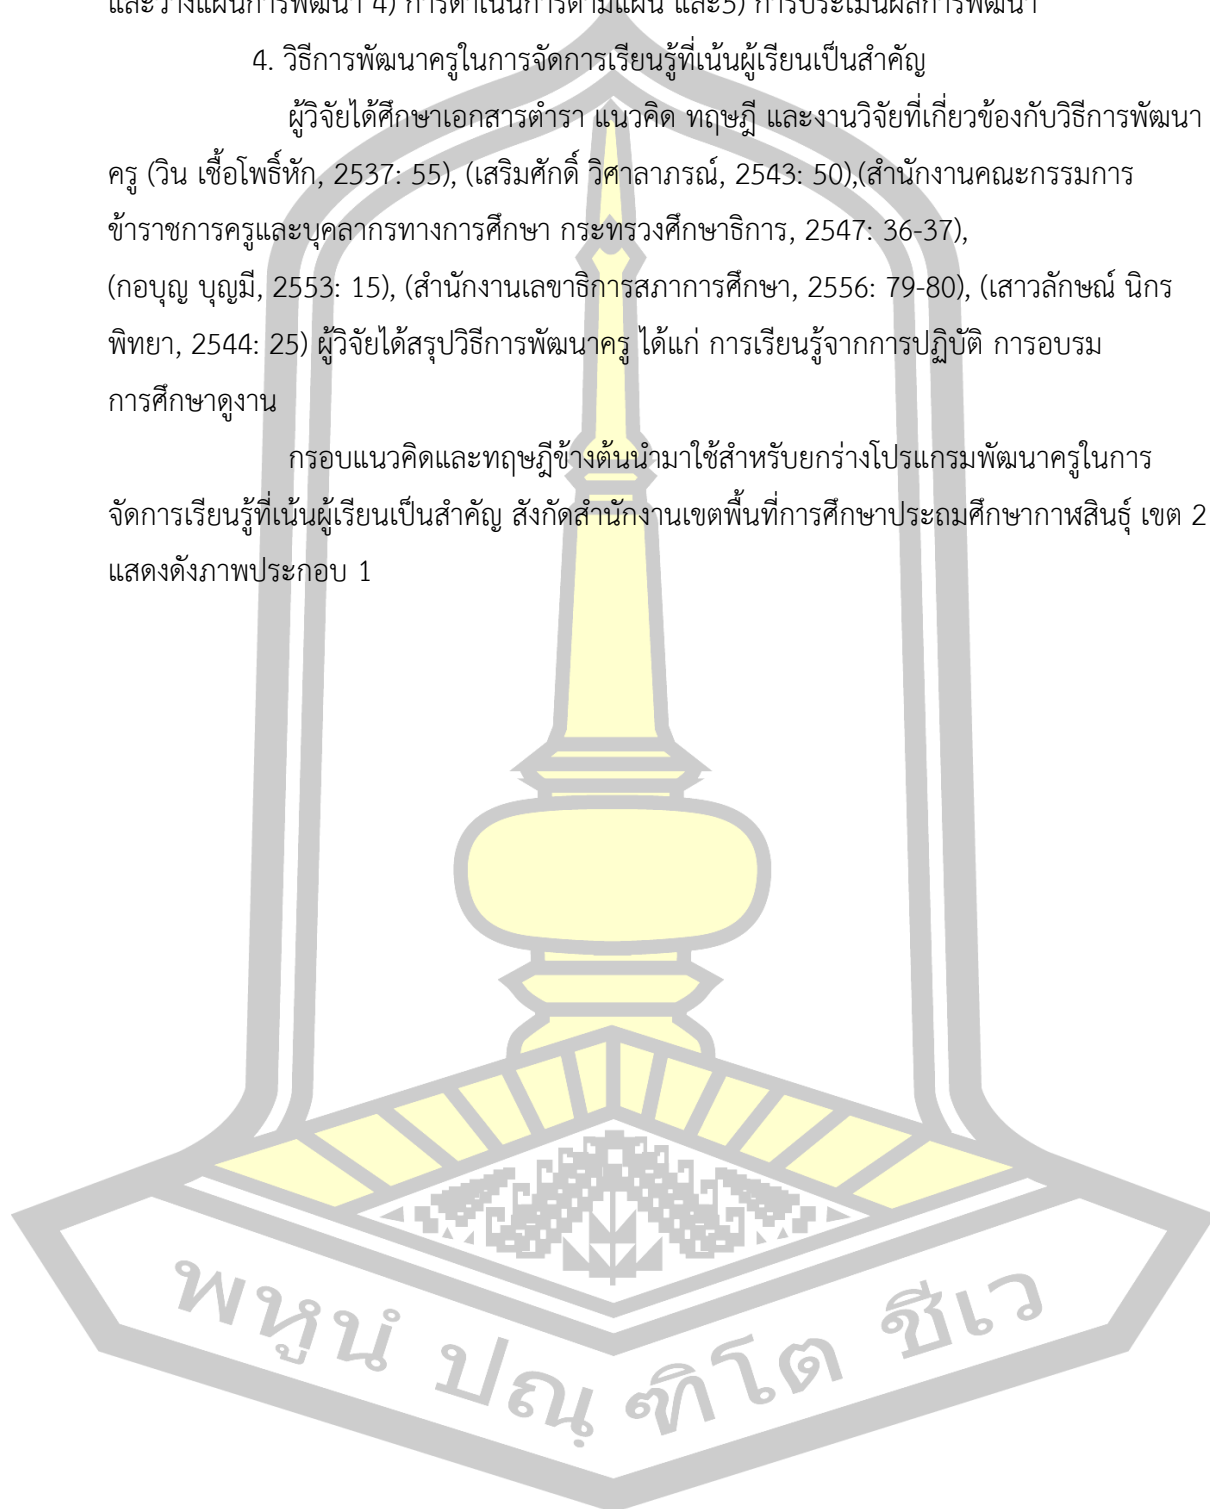 และวางแผนการพัฒนา 4) การดำเนินการตามแผน และ5) การประเมินผลการพัฒนา
4. วิธีการพัฒนาครูในการจัดการเรียนรู้ที่เน้นผู้เรียนเป็นสำคัญ
ผู้วิจัยได้ศึกษาเอกสารตำรา แนวคิด ทฤษฎี และงานวิจัยที่เกี่ยวข้องกับวิธีการพัฒนา
ครู (วิน เชื้อโพธิ์หัก, 2537: 55), (เสริมศักดิ์ วิศาลาภรณ์, 2543: 50),(สำนักงานคณะกรรมการ
ข้าราชการครูและบุคลากรทางการศึกษา กระทรวงศึกษาธิการ, 2547: 36-37),
(กอบุญ บุญมี, 2553: 15), (สำนักงานเลขาธิการสภาการศึกษา, 2556: 79-80), (เสาวลักษณ์ นิกร
พิทยา, 2544: 25) ผู้วิจัยได้สรุปวิธีการพัฒนาครู ได้แก่ การเรียนรู้จากการปฏิบัติ การอบรม
การศึกษาดูงาน
กรอบแนวคิดและทฤษฎีข้างต้นนำมาใช้สำหรับยกร่างโปรแกรมพัฒนาครูในการ
จัดการเรียนรู้ที่เน้นผู้เรียนเป็นสำคัญ สังกัดสำนักงานเขตพื้นที่การศึกษาประถมศึกษากาฬสินธุ์ เขต 2
แสดงดังภาพประกอบ 1
พหูนํ ปณฺฑิโต ชีเว